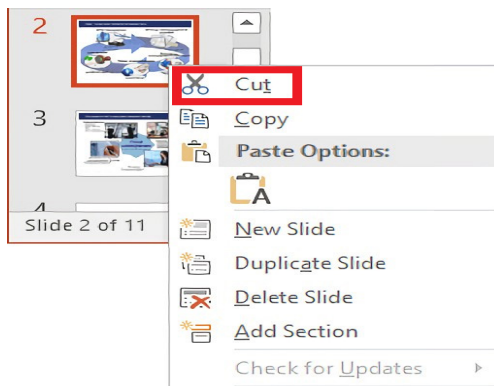 2
3
4
Slide 2 of 11
Cut
Copy
Paste Options:
A
New Slide
Duplicate Slide
Delete Slide
Add Section
Check for Updates